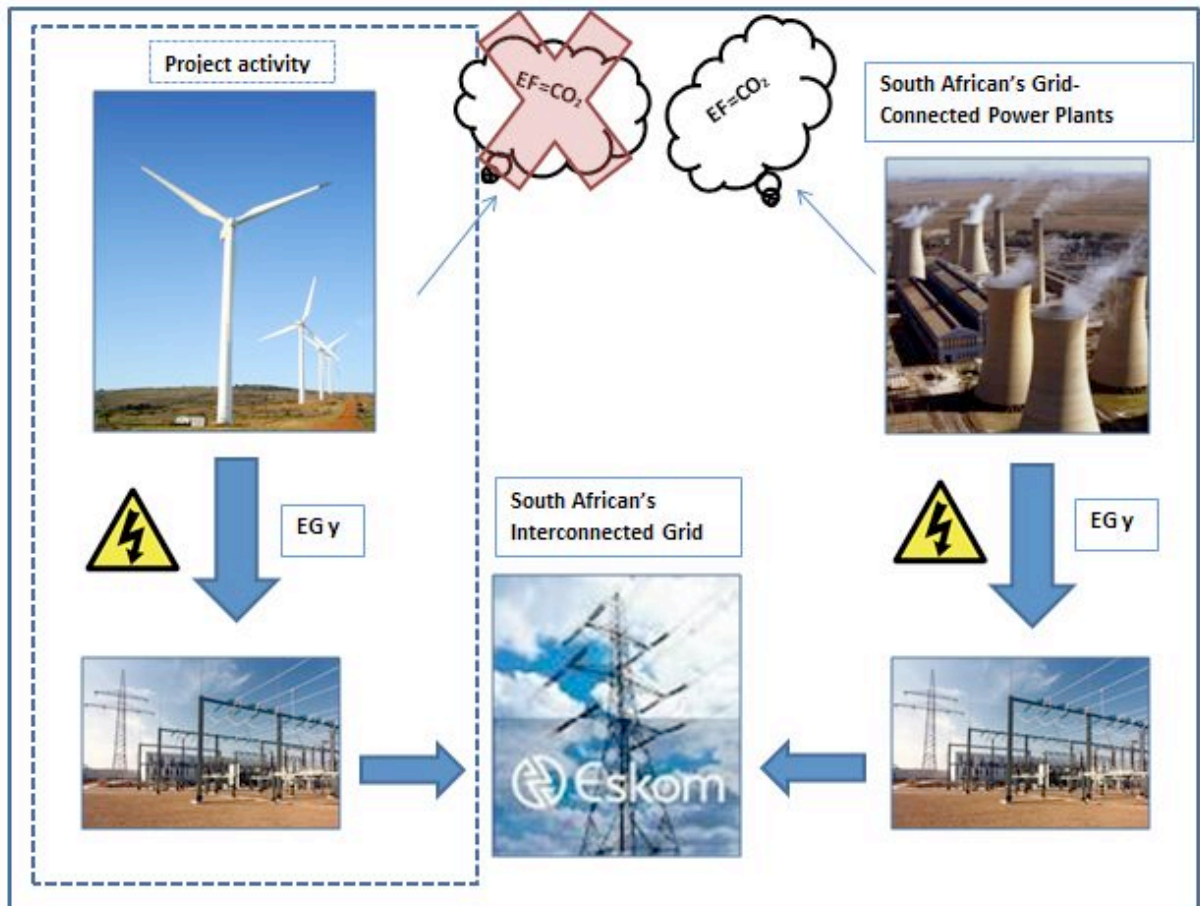 Project activity
EF=CO₂
EF=CO₂
South African's Grid-
Connected Power Plants
EG y
South African's
Interconnected Grid
EG y
Eskom